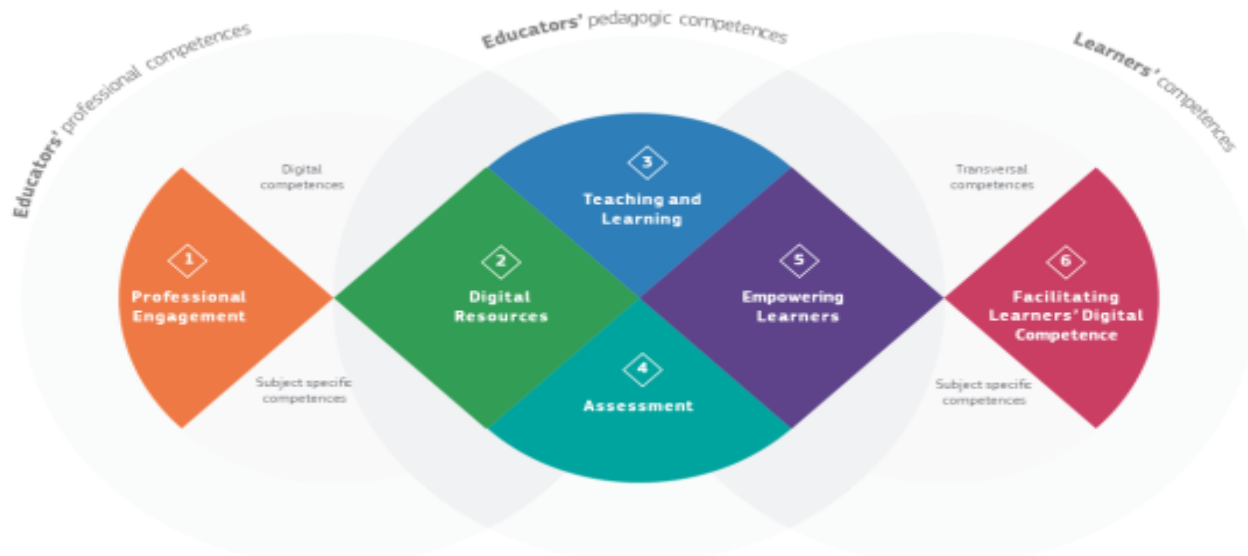 Educators' professional competences
Educators' pedagogic competences
Learners' competences
Digital
competences
Subject specific
competences
1
Professional
Engagement
2
Digital
Resources
3
Teaching and
Learning
4
Assessment
5
Empowering
Learners
Transversal
competences
Subject specific
competences
6
Facilitating
Learners' Digital
Competence